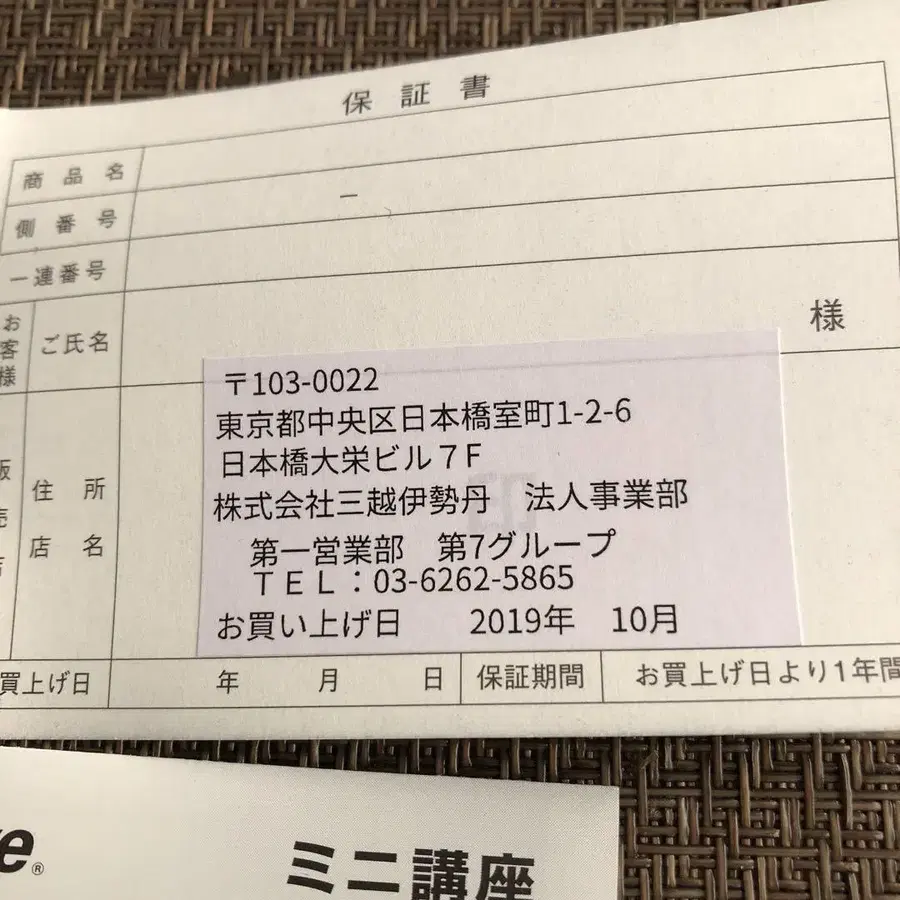 保証書
商品名
側番号
一連番号
お客様
ご氏名
様
〒103-0022
東京都中央区日本橋室町1-2-6
日本橋大栄ビル７F
株式会社三越伊勢丹 法人事業部
第一営業部 第7グループ
ＴＥＬ：03-6262-5865
お買い上げ日 2019年 10月
住所
店名
印
買上げ日 年 月 日 保証期間 お買上げ日より1年間
e®
ミニ講座